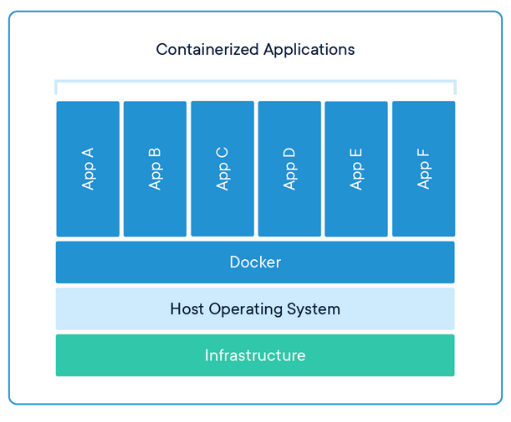 Containerized Applications
App A
App B
App C
App D
App E
App F
Docker
Host Operating System
Infrastructure